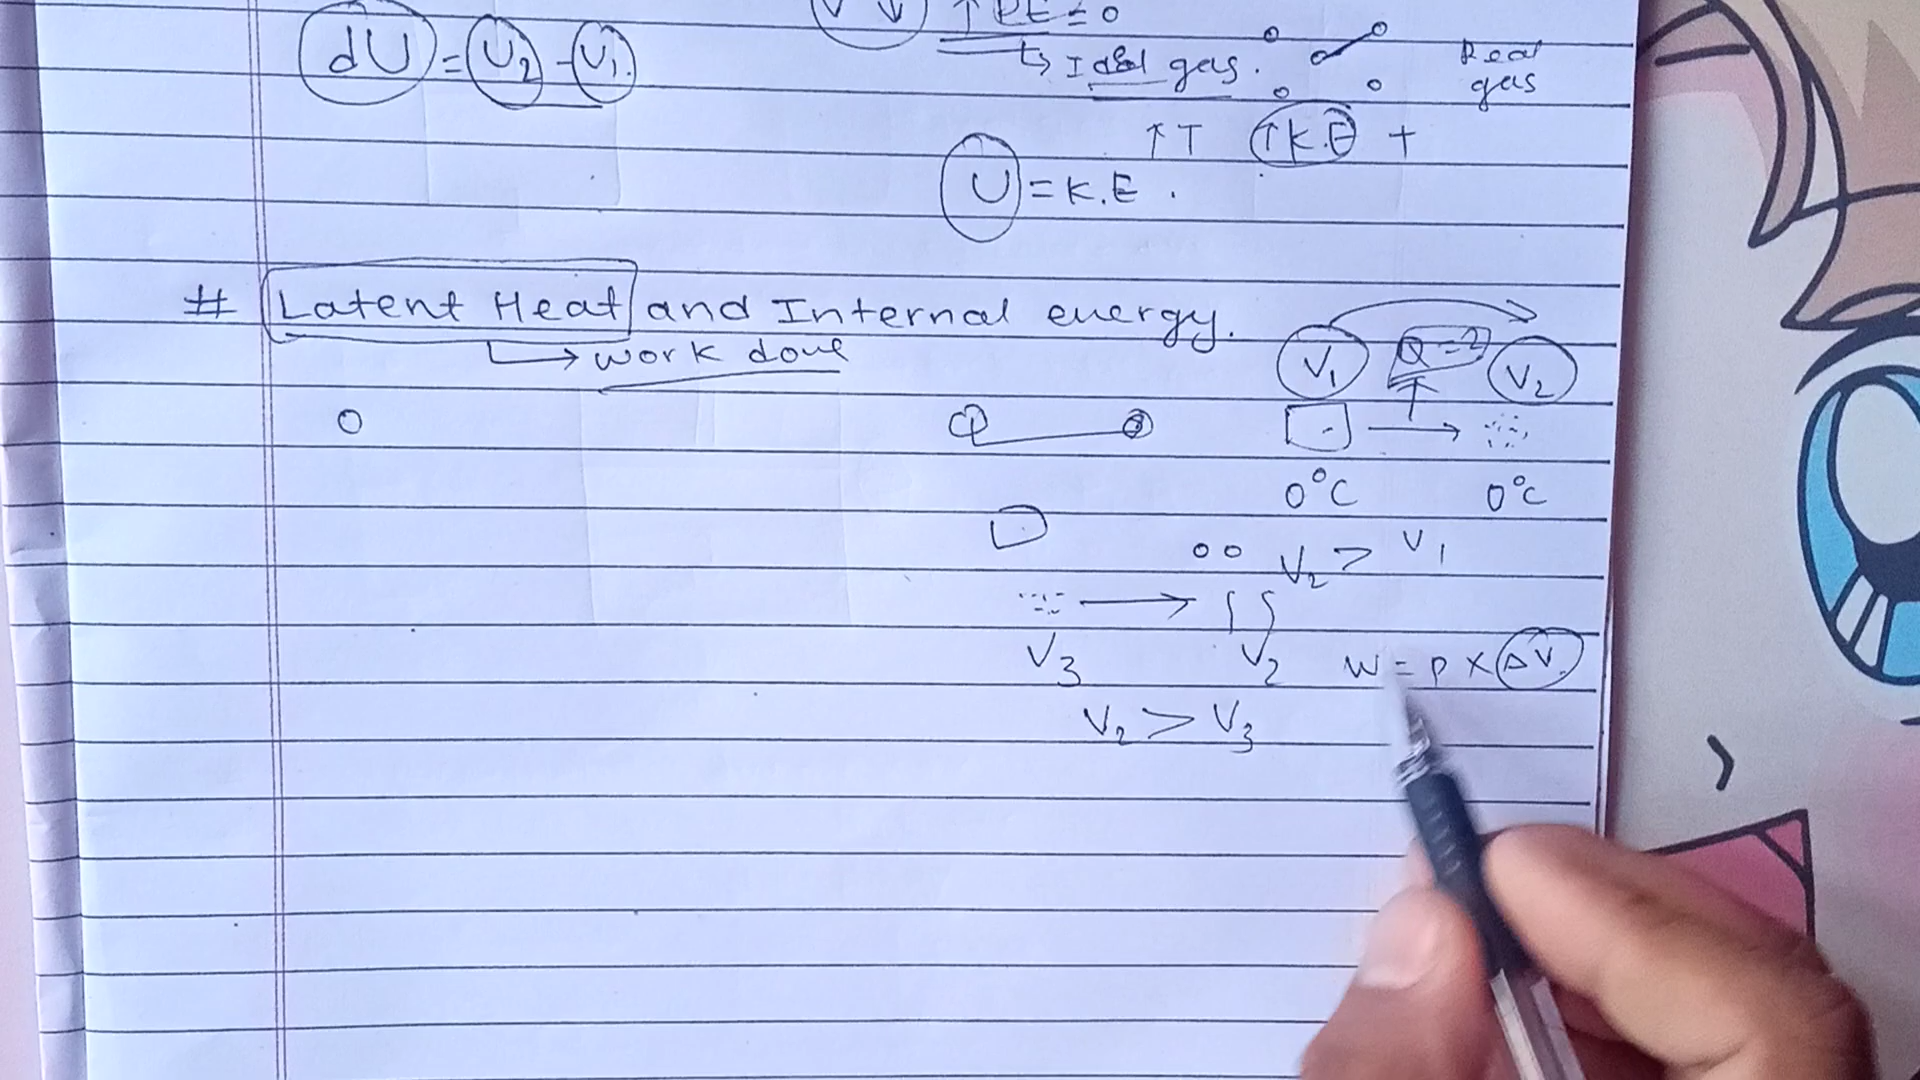 ↑ PE = 0
dU = U₂ - U₁.
↳ Ideal gas.
Real gas
↑T ↑K.E +
U = K.E.
# Latent Heat and Internal energy.
→ work done
V₁ Q = V₂
0°C 0°C
V₂ > V₁
V₃ V₂ W = P × ΔV.
V₂ > V₃